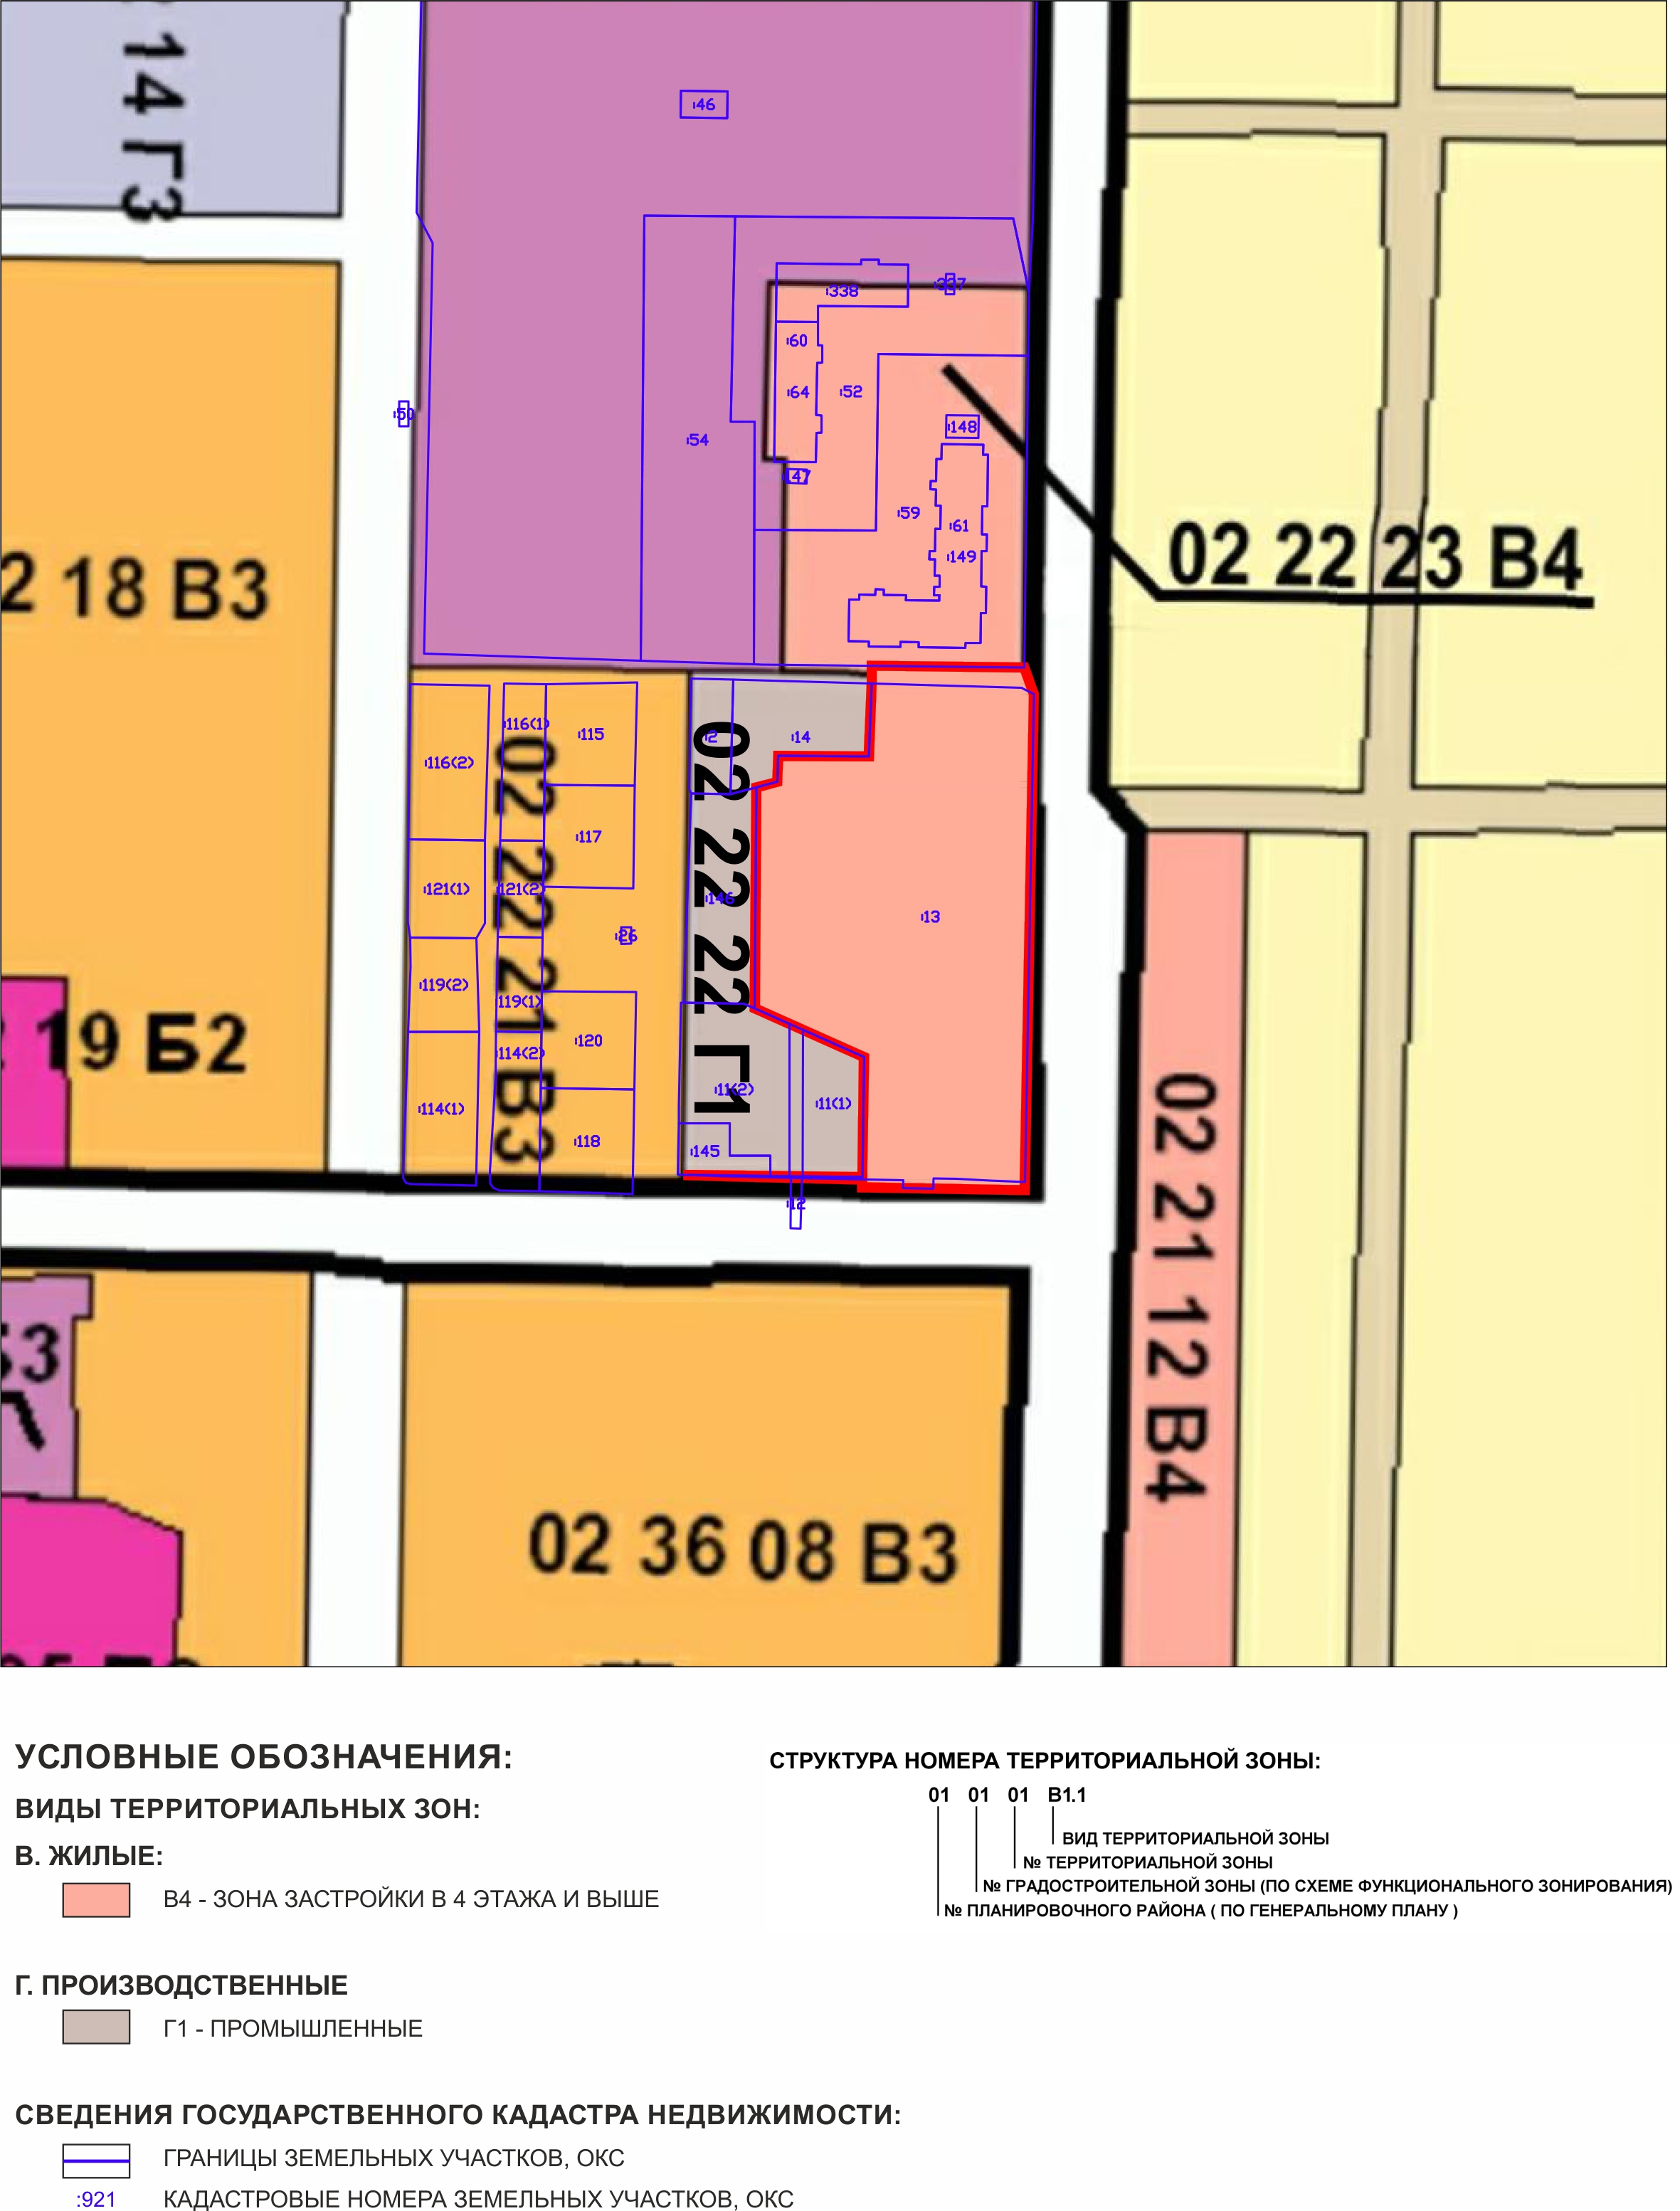 14 Г3
:46
:338
:337
:60
:64
:52
:50
:54
:148
:147
:59
:61
:149
02 22 23 В4
2 18 В3
:116(1)
:115
:2
:14
:116(2)
:117
:121(1)
:121(2)
:146
:13
:26
02 22 21 В3
02 22 22 Г1
:119(2)
:119(1)
19 Б2
:120
:114(2)
:11(2)
:11(1)
:114(1)
:118
:145
:12
02 21 12 В4
02 36 08 В3
УСЛОВНЫЕ ОБОЗНАЧЕНИЯ:
ВИДЫ ТЕРРИТОРИАЛЬНЫХ ЗОН:
В. ЖИЛЫЕ:
В4 - ЗОНА ЗАСТРОЙКИ В 4 ЭТАЖА И ВЫШЕ
Г. ПРОИЗВОДСТВЕННЫЕ
Г1 - ПРОМЫШЛЕННЫЕ
СВЕДЕНИЯ ГОСУДАРСТВЕННОГО КАДАСТРА НЕДВИЖИМОСТИ:
ГРАНИЦЫ ЗЕМЕЛЬНЫХ УЧАСТКОВ, ОКС
:921 КАДАСТРОВЫЕ НОМЕРА ЗЕМЕЛЬНЫХ УЧАСТКОВ, ОКС
СТРУКТУРА НОМЕРА ТЕРРИТОРИАЛЬНОЙ ЗОНЫ:
01 01 01 В1.1
ВИД ТЕРРИТОРИАЛЬНОЙ ЗОНЫ
№ ТЕРРИТОРИАЛЬНОЙ ЗОНЫ
№ ГРАДОСТРОИТЕЛЬНОЙ ЗОНЫ (ПО СХЕМЕ ФУНКЦИОНАЛЬНОГО ЗОНИРОВАНИЯ)
№ ПЛАНИРОВОЧНОГО РАЙОНА ( ПО ГЕНЕРАЛЬНОМУ ПЛАНУ )